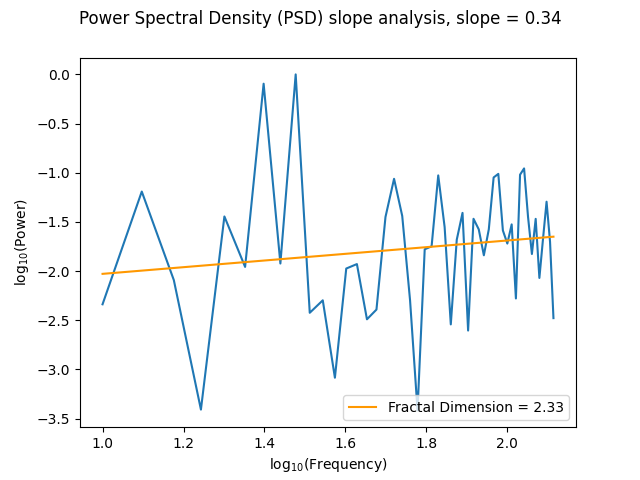 Power Spectral Density (PSD) slope analysis, slope = 0.34
0.0
−0.5
−1.0
−1.5
−2.0
−2.5
−3.0
−3.5
log₁₀(Power)
Fractal Dimension = 2.33
1.0 1.2 1.4 1.6 1.8 2.0
log₁₀(Frequency)